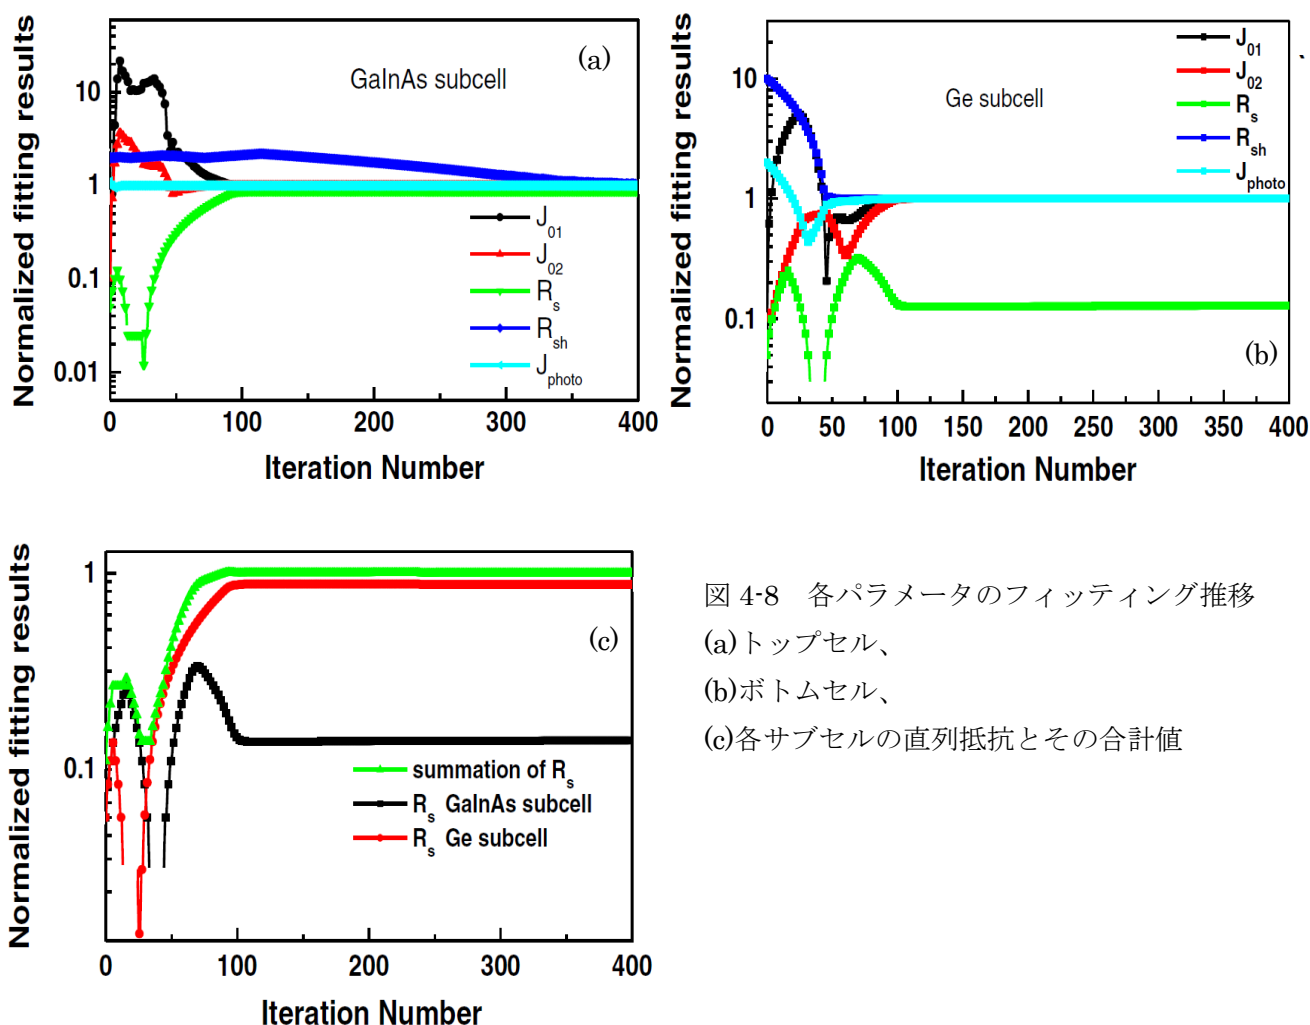 Normalized fitting results
10
1
0.1
0.01
(a)
GaInAs subcell
J01
J02
Rs
Rsh
Jphoto
0
100
200
300
400
Iteration Number
Normalized fitting results
10
1
0.1
J01
J02
Rs
Rsh
Jphoto
Ge subcell
(b)
0
50
100
150
200
250
300
350
400
Iteration Number
Normalized fitting results
1
0.1
(c)
summation of Rs
Rs GaInAs subcell
Rs Ge subcell
0
100
200
300
400
Iteration Number
図 4-8 各パラメータのフィッティング推移
(a)トップセル、
(b)ボトムセル、
(c)各サブセルの直列抵抗とその合計値